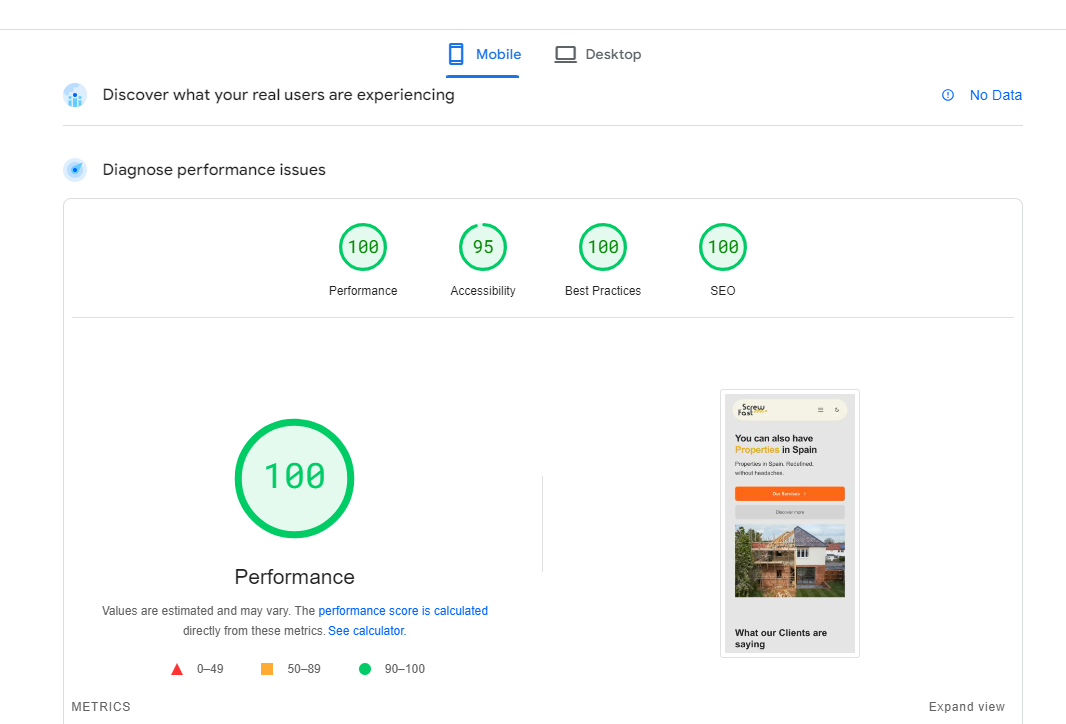 Mobile
Desktop
Discover what your real users are experiencing
No Data
Diagnose performance issues
100
95
100
100
Performance
Accessibility
Best Practices
SEO
100
Performance
Values are estimated and may vary. The performance score is calculated
directly from these metrics. See calculator.
0–49
50–89
90–100
Screw
Fast
You can also have
Properties in Spain
Properties in Spain. Redefined,
without headaches.
Our Services >
Discover more
What our Clients are
saying
METRICS
Expand view